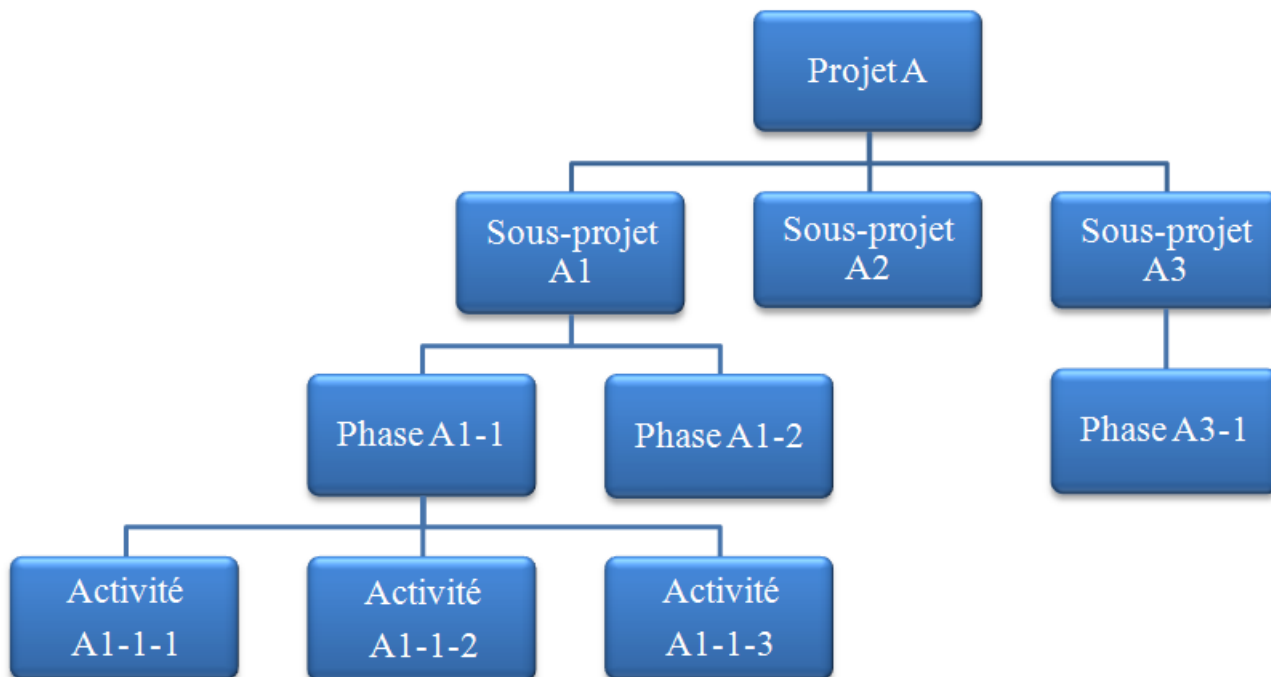 Projet A
Sous-projet
A1
Sous-projet
A2
Sous-projet
A3
Phase A1-1
Phase A1-2
Phase A3-1
Activité
A1-1-1
Activité
A1-1-2
Activité
A1-1-3